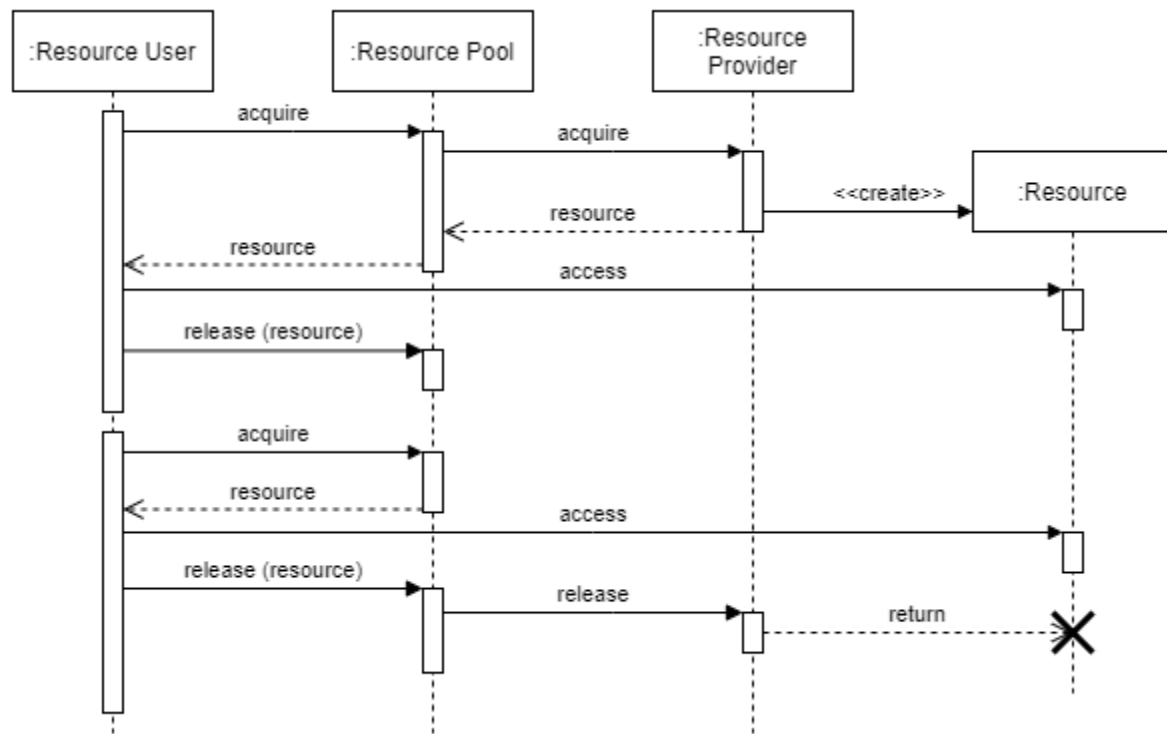 :Resource User
:Resource Pool
:Resource
Provider
acquire
acquire
<<create>>
:Resource
resource
resource
access
release (resource)
acquire
resource
access
release (resource)
release
return